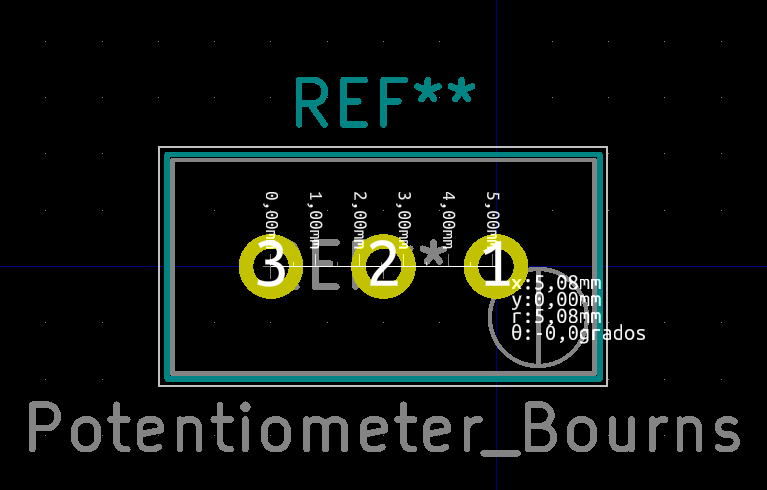 REF**
0,00mm 1,00mm 2,00mm 3,00mm 4,00mm 5,00mm
REF**
3 2 1
x:5,08mm
y:0,00mm
r:5,08mm
θ:-0,0grados
Potentiometer_Bourns